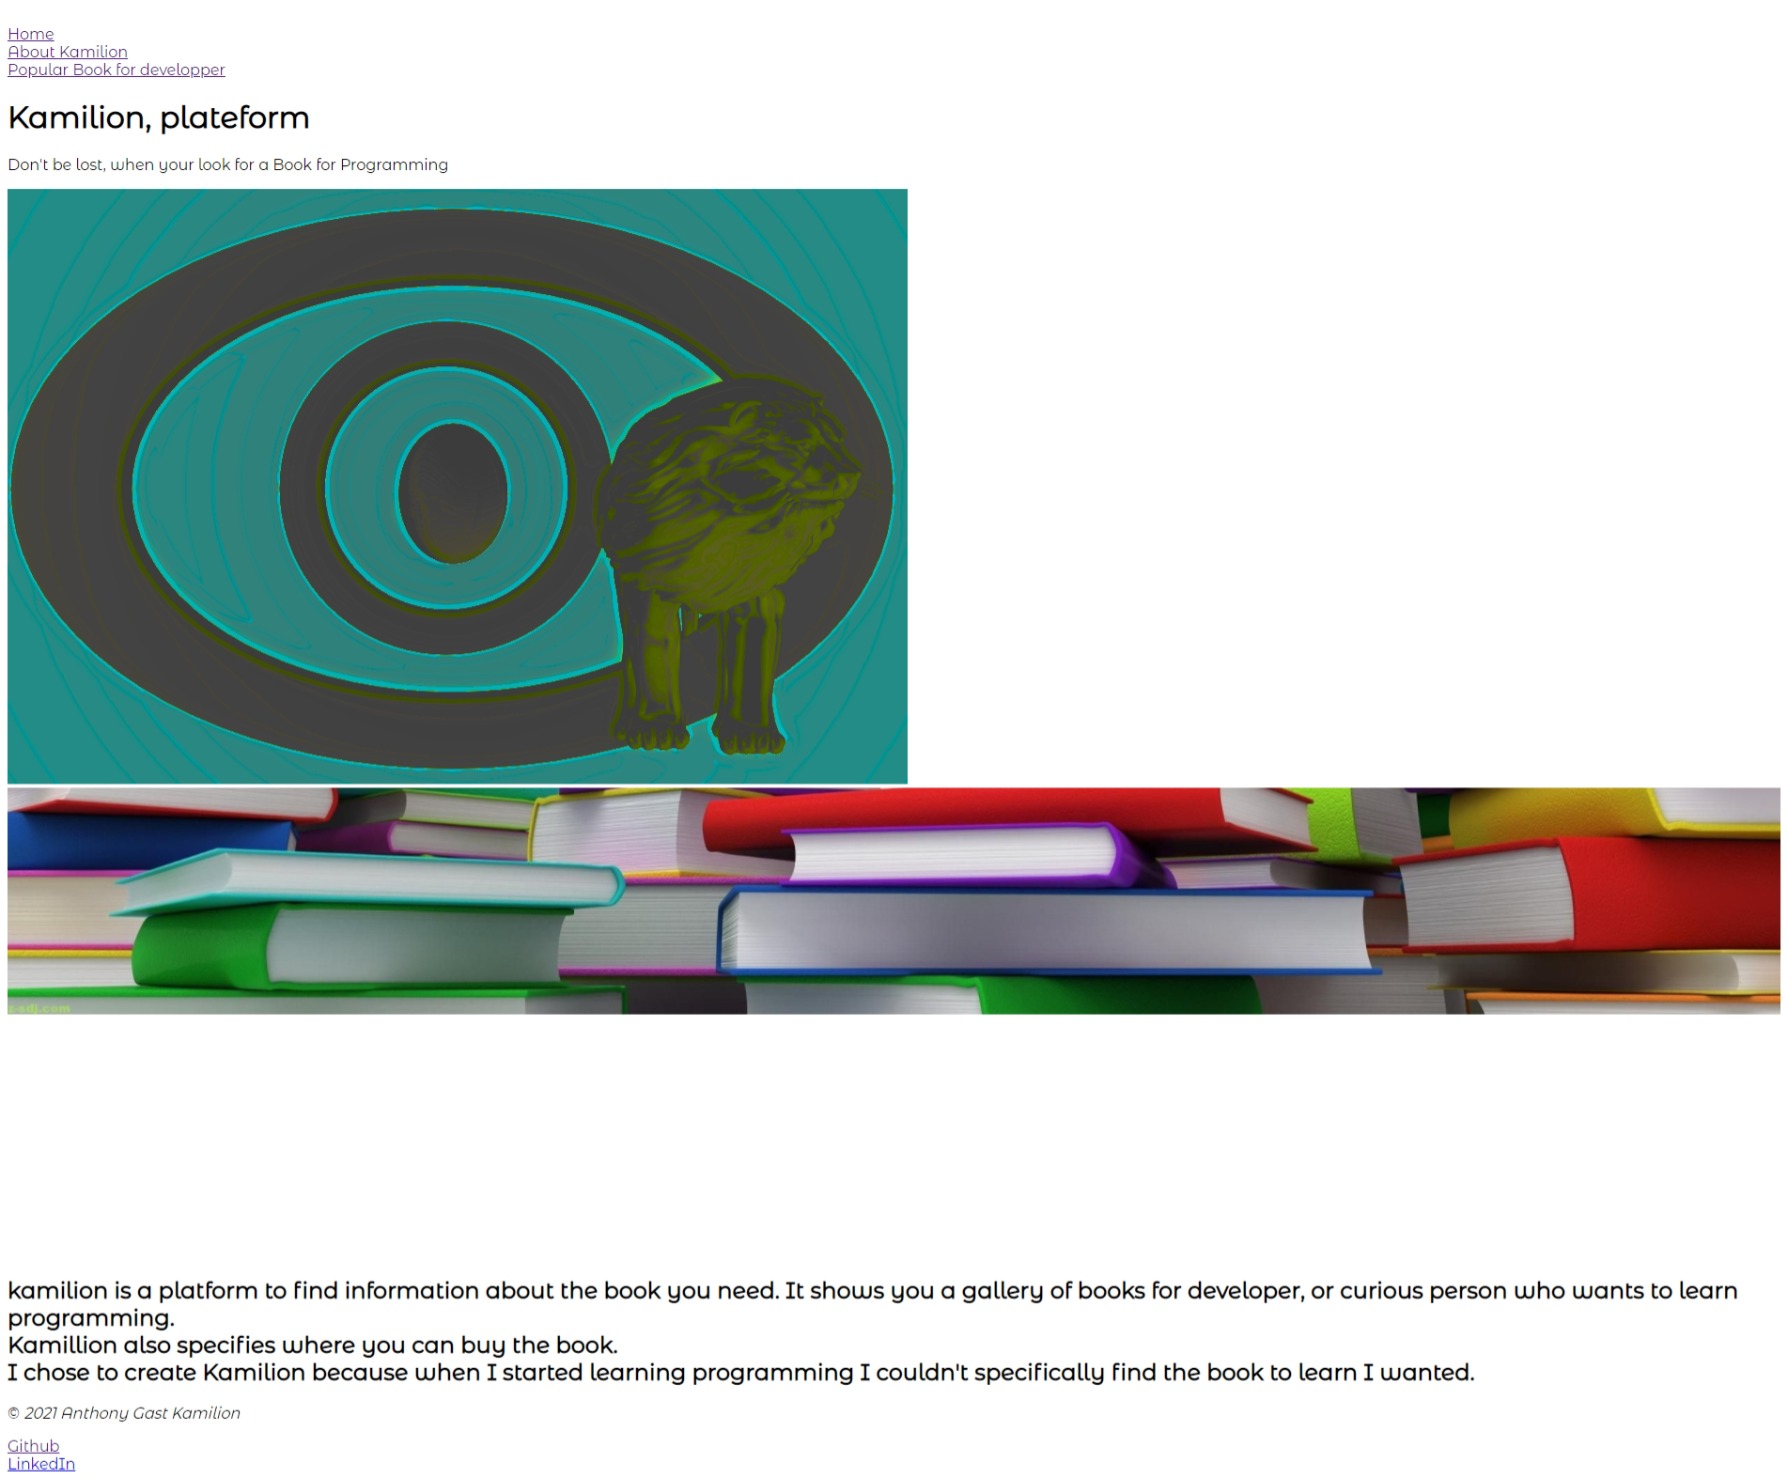 Home
About Kamilion
Popular Book for developper
Kamilion, plateform
Don't be lost, when your look for a Book for Programming
kamilion is a platform to find information about the book you need. It shows you a gallery of books for developer, or curious person who wants to learn
programming.
Kamillion also specifies where you can buy the book.
I chose to create Kamilion because when I started learning programming I couldn't specifically find the book to learn I wanted.
© 2021 Anthony Gast Kamilion
Github
LinkedIn